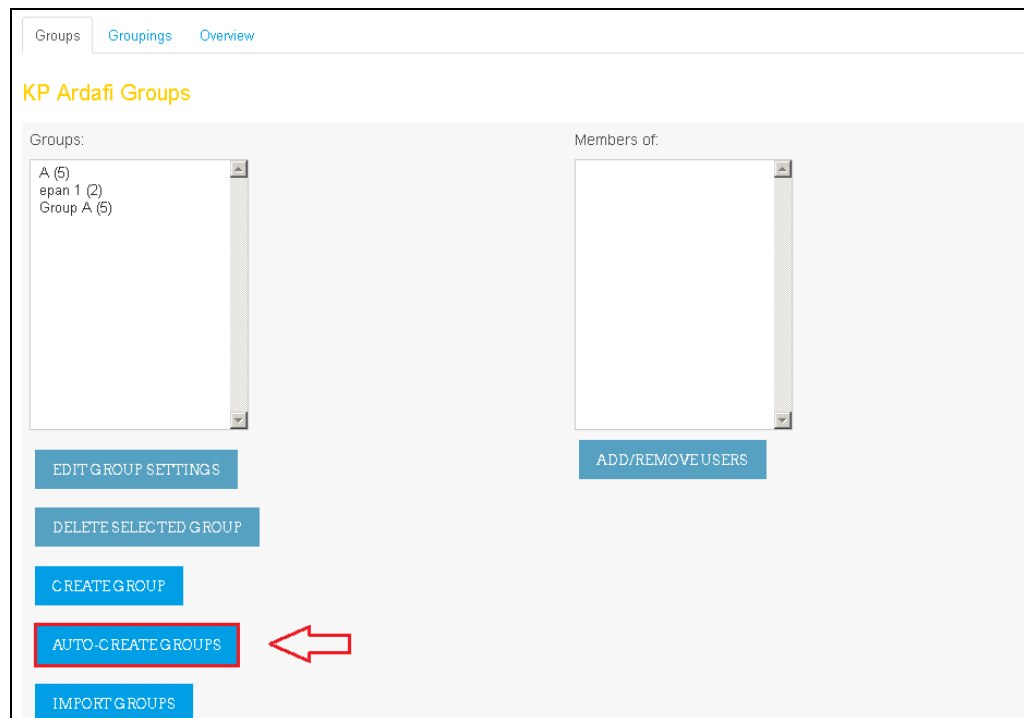 Groups Groupings Overview
KP Ardafi Groups
Groups:
A (5)
epan 1 (2)
Group A (5)
EDIT GROUP SETTINGS
DELETE SELECTED GROUP
CREATE GROUP
AUTO-CREATE GROUPS
IMPORT GROUPS
Members of:
ADD/REMOVE USERS